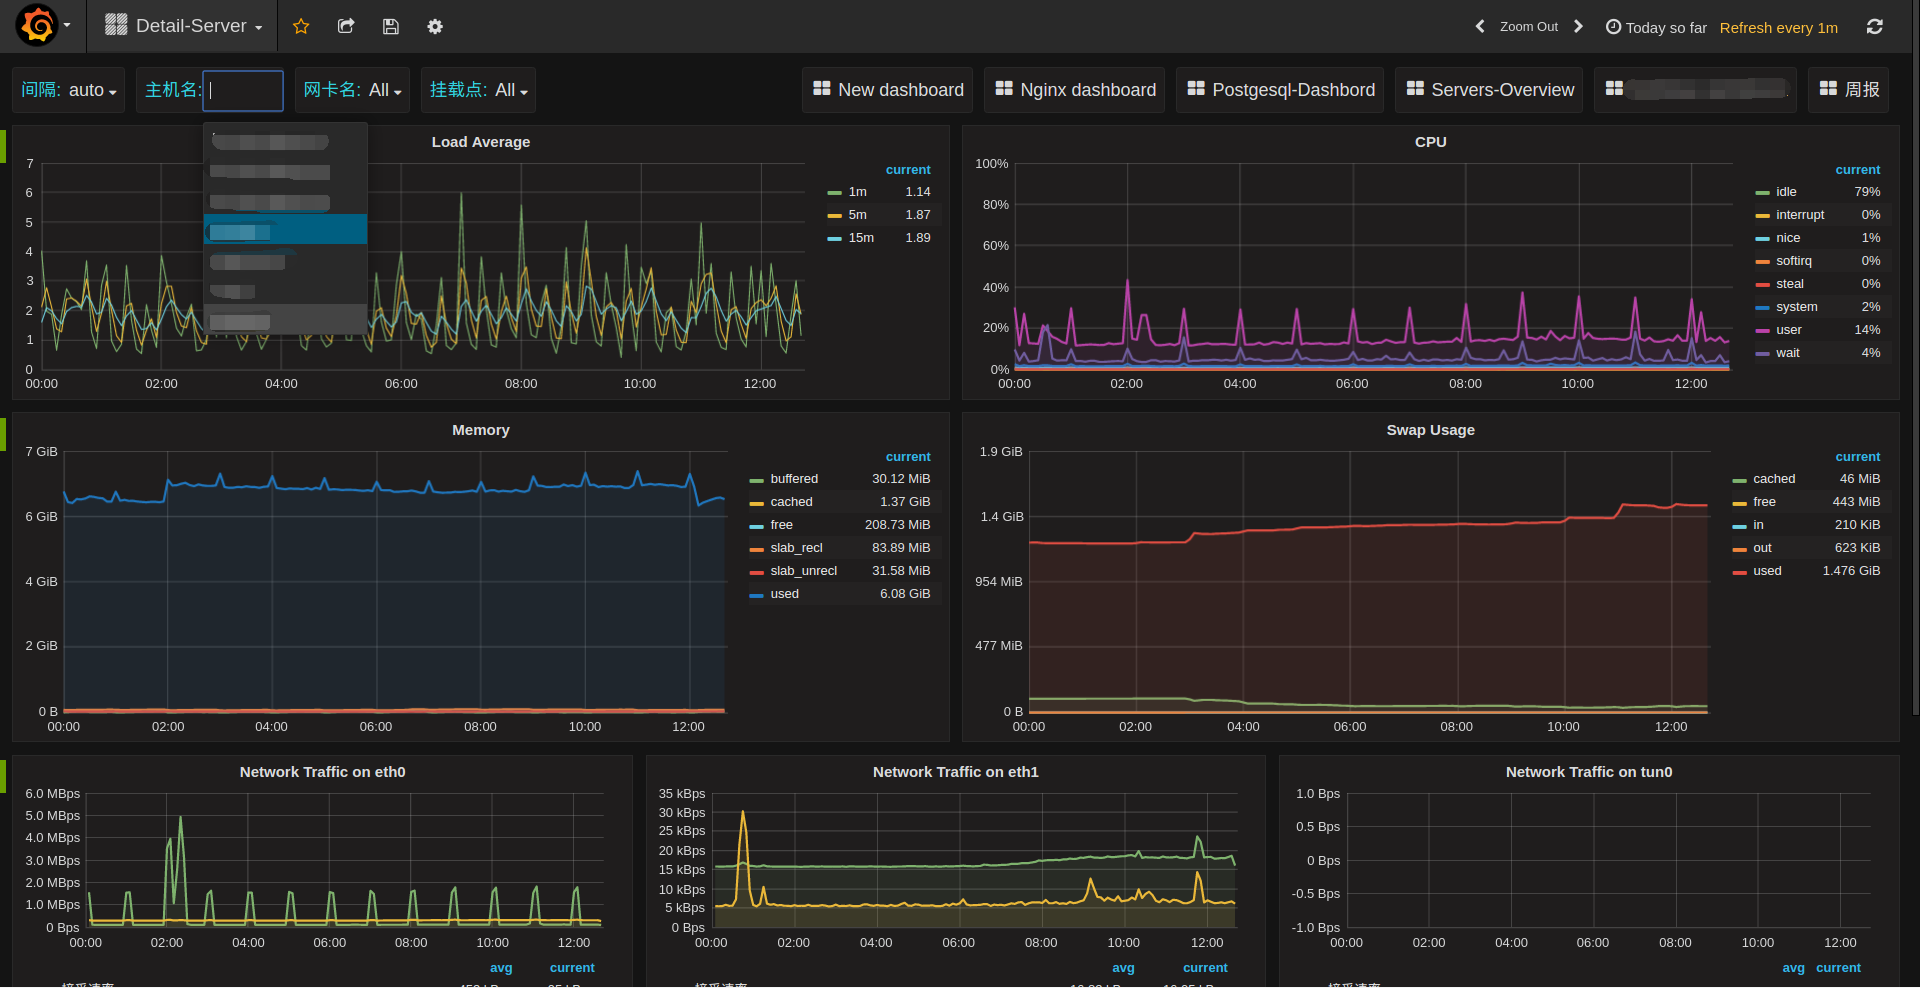 Detail-Server
Zoom Out
Today so far Refresh every 1m
间隔: auto
主机名:
网卡名: All
挂载点: All
New dashboard
Nginx dashboard
Postgesql-Dashbord
Servers-Overview
周报
Load Average
7
6
5
4
3
2
1
0
00:00 02:00 04:00 06:00 08:00 10:00 12:00
current
1m 1.14
5m 1.87
15m 1.89
CPU
100%
80%
60%
40%
20%
0%
00:00 02:00 04:00 06:00 08:00 10:00 12:00
current
idle 79%
interrupt 0%
nice 1%
softirq 0%
steal 0%
system 2%
user 14%
wait 4%
Memory
7 GiB
6 GiB
4 GiB
2 GiB
0 B
00:00 02:00 04:00 06:00 08:00 10:00 12:00
current
buffered 30.12 MiB
cached 1.37 GiB
free 208.73 MiB
slab_recl 83.89 MiB
slab_unrecl 31.58 MiB
used 6.08 GiB
Swap Usage
1.9 GiB
1.4 GiB
954 MiB
477 MiB
0 B
00:00 02:00 04:00 06:00 08:00 10:00 12:00
current
cached 46 MiB
free 443 MiB
in 210 KiB
out 623 KiB
used 1.476 GiB
Network Traffic on eth0
6.0 MBps
5.0 MBps
4.0 MBps
3.0 MBps
2.0 MBps
1.0 MBps
0 Bps
00:00 02:00 04:00 06:00 08:00 10:00 12:00
avg current
Network Traffic on eth1
35 kBps
30 kBps
25 kBps
20 kBps
15 kBps
10 kBps
5 kBps
0 Bps
00:00 02:00 04:00 06:00 08:00 10:00 12:00
avg current
Network Traffic on tun0
1.0 Bps
0.5 Bps
0 Bps
-0.5 Bps
-1.0 Bps
00:00 02:00 04:00 06:00 08:00 10:00 12:00
avg current